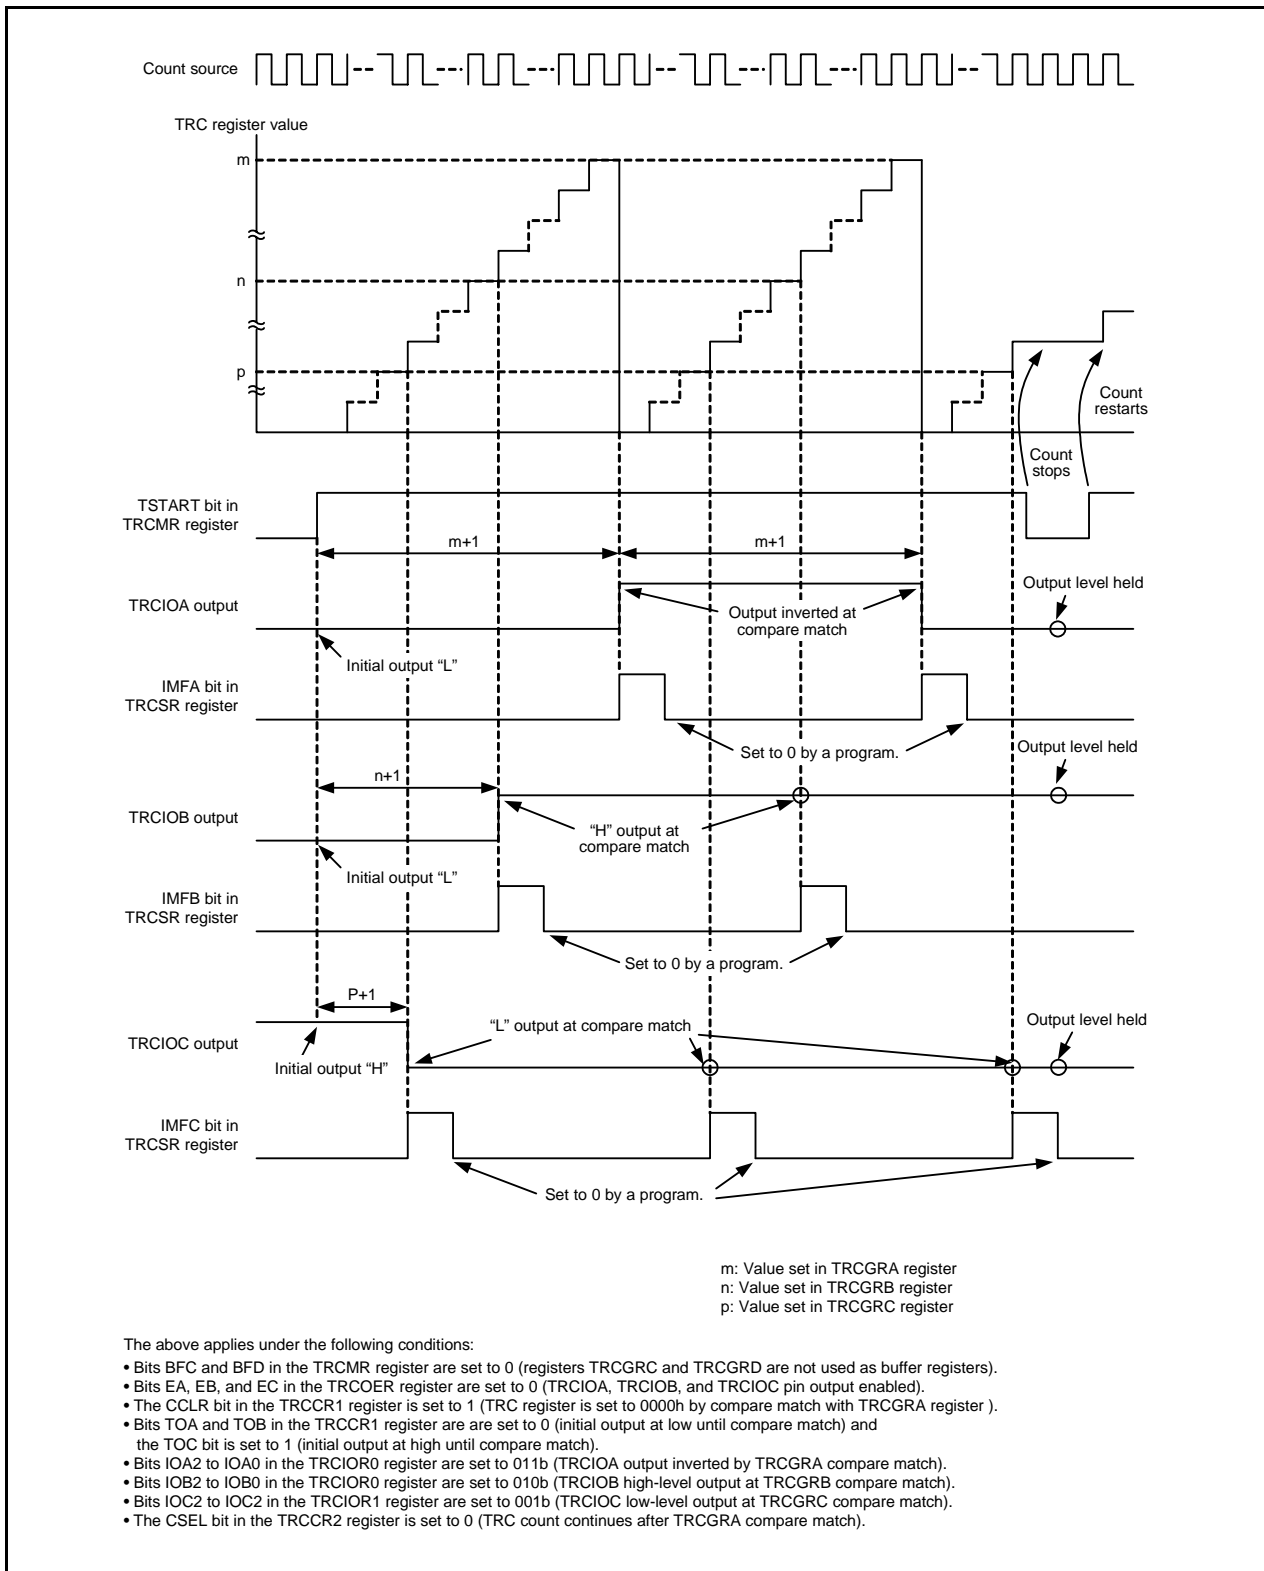 Count source
TRC register value
m
n
p
Count
restarts
Count
stops
TSTART bit in
TRCMR register
m+1
m+1
Output level held
TRCIOA output
Output inverted at
compare match
Initial output “L”
IMFA bit in
TRCSR register
Set to 0 by a program.
Output level held
n+1
TRCIOB output
“H” output at
compare match
Initial output “L”
IMFB bit in
TRCSR register
Set to 0 by a program.
P+1
“L” output at compare match
Output level held
TRCIOC output
Initial output “H”
IMFC bit in
TRCSR register
Set to 0 by a program.
m: Value set in TRCGRA register
n: Value set in TRCGRB register
p: Value set in TRCGRC register
The above applies under the following conditions:
• Bits BFC and BFD in the TRCMR register are set to 0 (registers TRCGRC and TRCGRD are not used as buffer registers).
• Bits EA, EB, and EC in the TRCOER register are set to 0 (TRCIOA, TRCIOB, and TRCIOC pin output enabled).
• The CCLR bit in the TRCCR1 register is set to 1 (TRC register is set to 0000h by compare match with TRCGRA register ).
• Bits TOA and TOB in the TRCCR1 register are are set to 0 (initial output at low until compare match) and
the TOC bit is set to 1 (initial output at high until compare match).
• Bits IOA2 to IOA0 in the TRCIOR0 register are set to 011b (TRCIOA output inverted by TRCGRA compare match).
• Bits IOB2 to IOB0 in the TRCIOR0 register are set to 010b (TRCIOB high-level output at TRCGRB compare match).
• Bits IOC2 to IOC2 in the TRCIOR1 register are set to 001b (TRCIOC low-level output at TRCGRC compare match).
• The CSEL bit in the TRCCR2 register is set to 0 (TRC count continues after TRCGRA compare match).